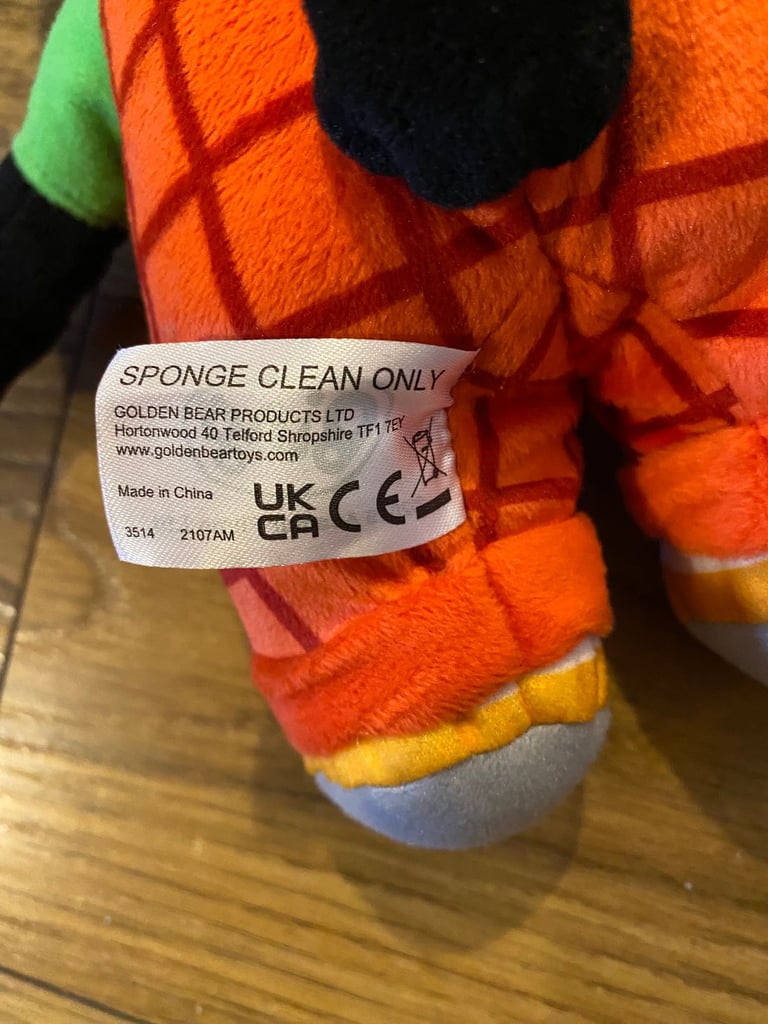 SPONGE CLEAN ONLY
GOLDEN BEAR PRODUCTS LTD
Hortonwood 40 Telford Shropshire TF1 7EY
www.goldenbeartoys.com
Made in China
UK
CA
CE
3514 2107AM